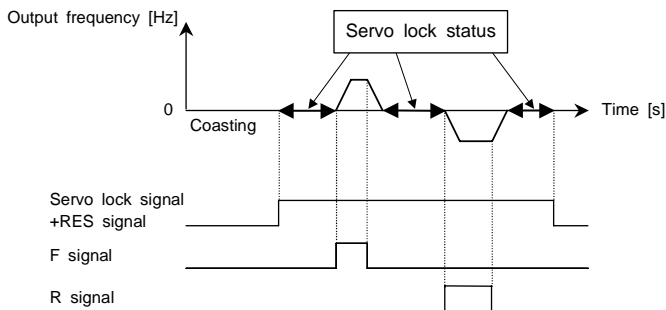 Output frequency [Hz]
Servo lock status
0
Time [s]
Coasting
Servo lock signal
+RES signal
F signal
R signal